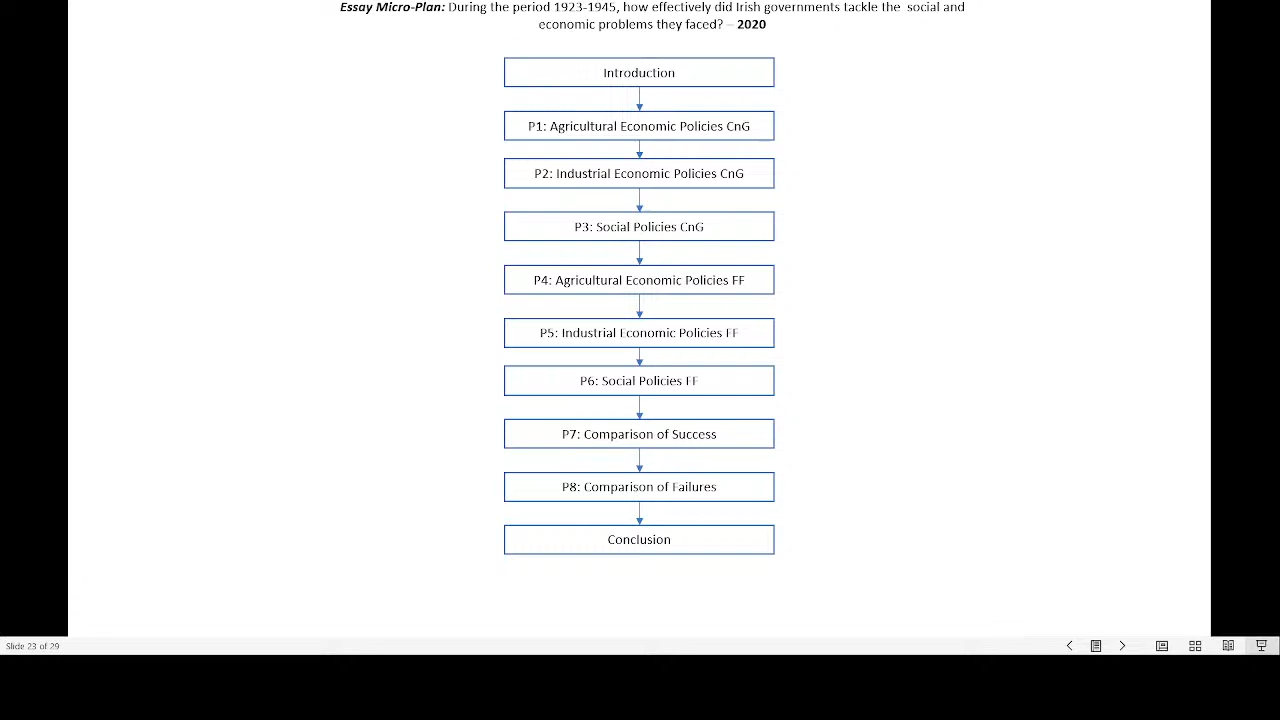 Essay Micro-Plan: During the period 1923-1945, how effectively did Irish governments tackle the social and
economic problems they faced? – 2020
Introduction
P1: Agricultural Economic Policies CnG
P2: Industrial Economic Policies CnG
P3: Social Policies CnG
P4: Agricultural Economic Policies FF
P5: Industrial Economic Policies FF
P6: Social Policies FF
P7: Comparison of Success
P8: Comparison of Failures
Conclusion
Slide 23 of 29